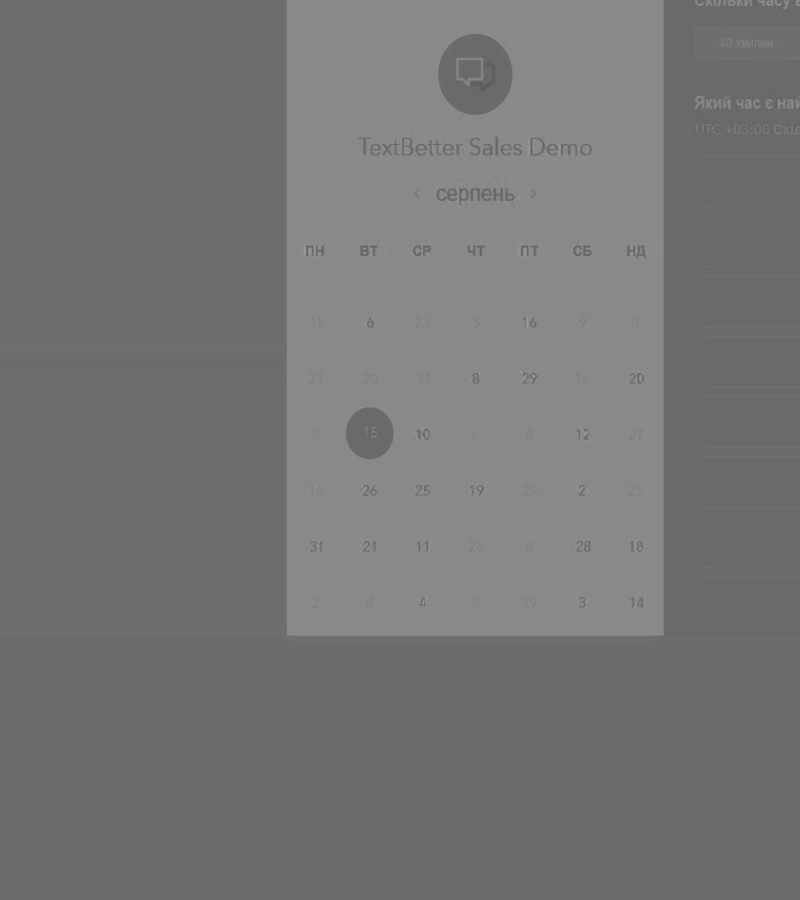 Скільки часу
40 хвилин
Який час є
UTC +03:00
TextBetter Sales Demo
серпень
ПН ВТ СР ЧТ ПТ СБ НД
15 6 23 5 16 9 8
23 20 31 8 29 16 20
8 15 10 6 4 12 27
16 26 25 19 29 2 25
31 21 11 26 4 28 18
2 4 4 8 19 3 14